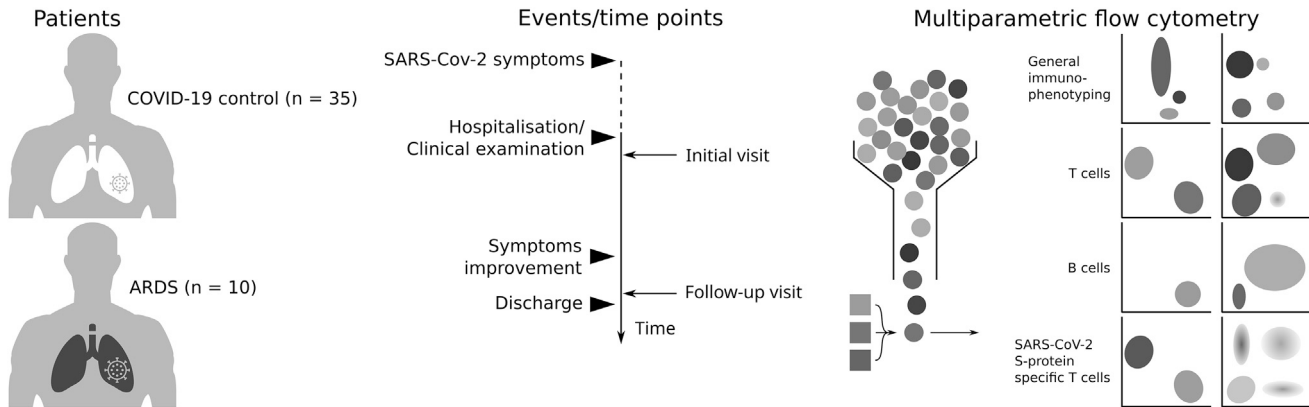 Patients
COVID-19 control (n = 35)
ARDS (n = 10)
Events/time points
SARS-Cov-2 symptoms
Hospitalisation/
Clinical examination
Initial visit
Symptoms
improvement
Follow-up visit
Discharge
Time
Multiparametric flow cytometry
General
immuno-
phenotyping
T cells
B cells
SARS-CoV-2
S-protein
specific T cells